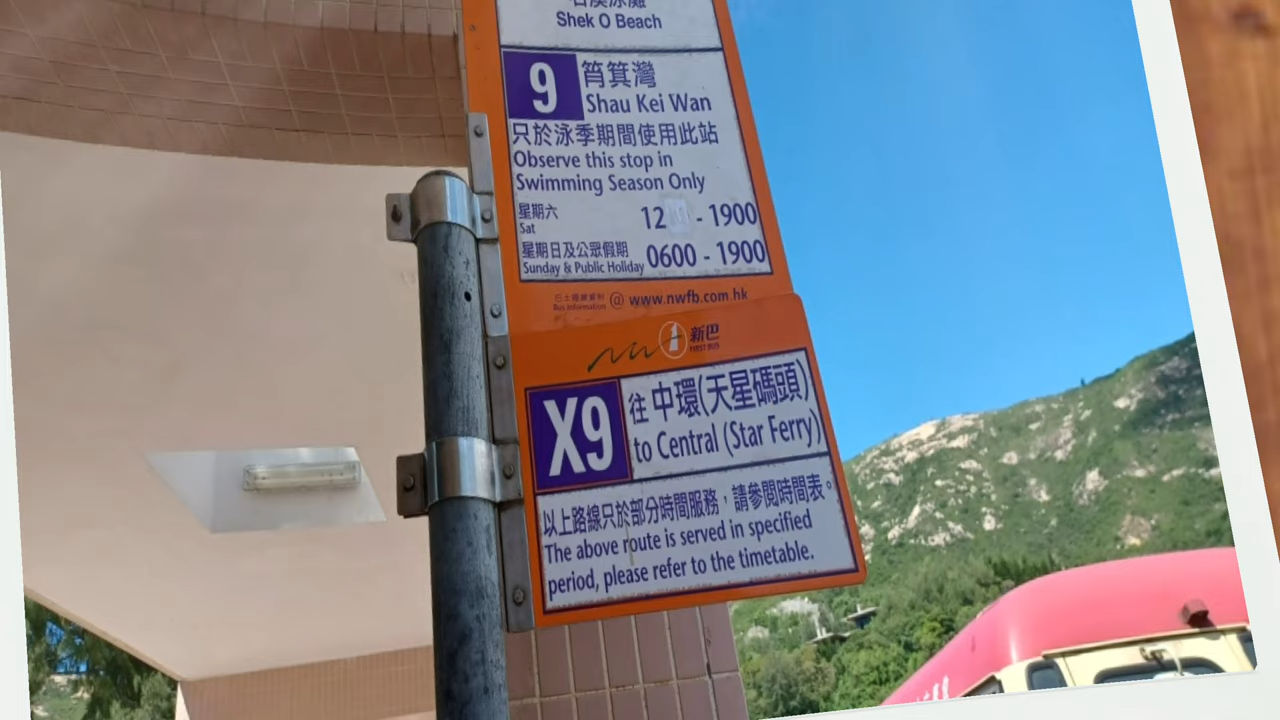 石澳泳灘
Shek O Beach
9
筲箕灣
Shau Kei Wan
只於泳季期間使用此站
Observe this stop in
Swimming Season Only
星期六
Sat
12 - 1900
星期日及公眾假期
Sunday & Public Holiday
0600 - 1900
巴士路線資料
Bus Information @ www.nwfb.com.hk
新巴
FIRST BUS
X9
往中環(天星碼頭)
to Central (Star Ferry)
以上路線只於部分時間服務，請參閱時間表。
The above route is served in specified
period, please refer to the timetable.